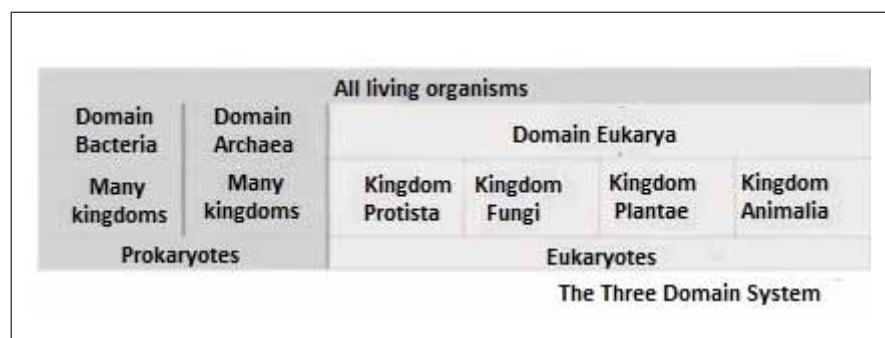 All living organisms
Domain
Bacteria
Domain
Archaea
Domain Eukarya
Many
kingdoms
Many
kingdoms
Kingdom
Protista
Kingdom
Fungi
Kingdom
Plantae
Kingdom
Animalia
Prokaryotes
Eukaryotes
The Three Domain System